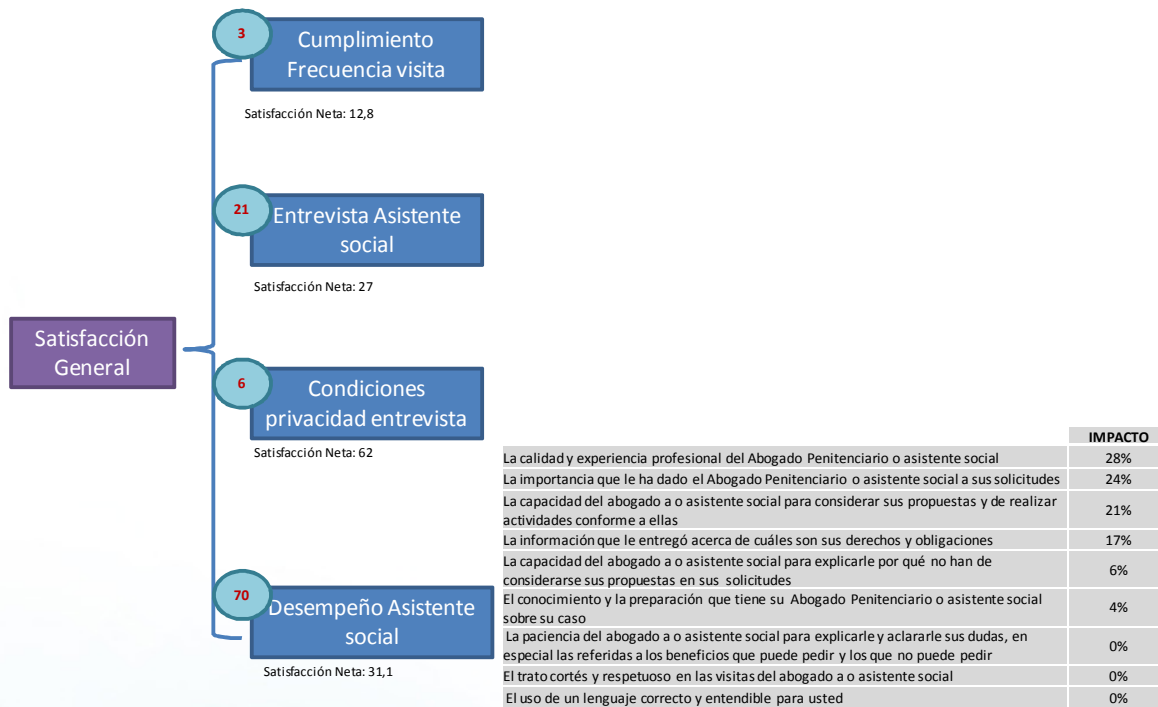 3
Cumplimiento
Frecuencia visita
Satisfacción Neta: 12,8
21
Entrevista Asistente
social
Satisfacción Neta: 27
Satisfacción
General
6
Condiciones
privacidad entrevista
Satisfacción Neta: 62
70
Desempeño Asistente
social
Satisfacción Neta: 31,1
IMPACTO
La calidad y experiencia profesional del Abogado Penitenciario o asistente social 28%
La importancia que le ha dado el Abogado Penitenciario o asistente social a sus solicitudes 24%
La capacidad del abogado a o asistente social para considerar sus propuestas y de realizar
actividades conforme a ellas 21%
La información que le entregó acerca de cuáles son sus derechos y obligaciones 17%
La capacidad del abogado a o asistente social para explicarle por qué no han de
considerarse sus propuestas en sus solicitudes 6%
El conocimiento y la preparación que tiene su Abogado Penitenciario o asistente social
sobre su caso 4%
La paciencia del abogado a o asistente social para explicarle y aclararle sus dudas, en
especial las referidas a los beneficios que puede pedir y los que no puede pedir 0%
El trato cortés y respetuoso en las visitas del abogado a o asistente social 0%
El uso de un lenguaje correcto y entendible para usted 0%